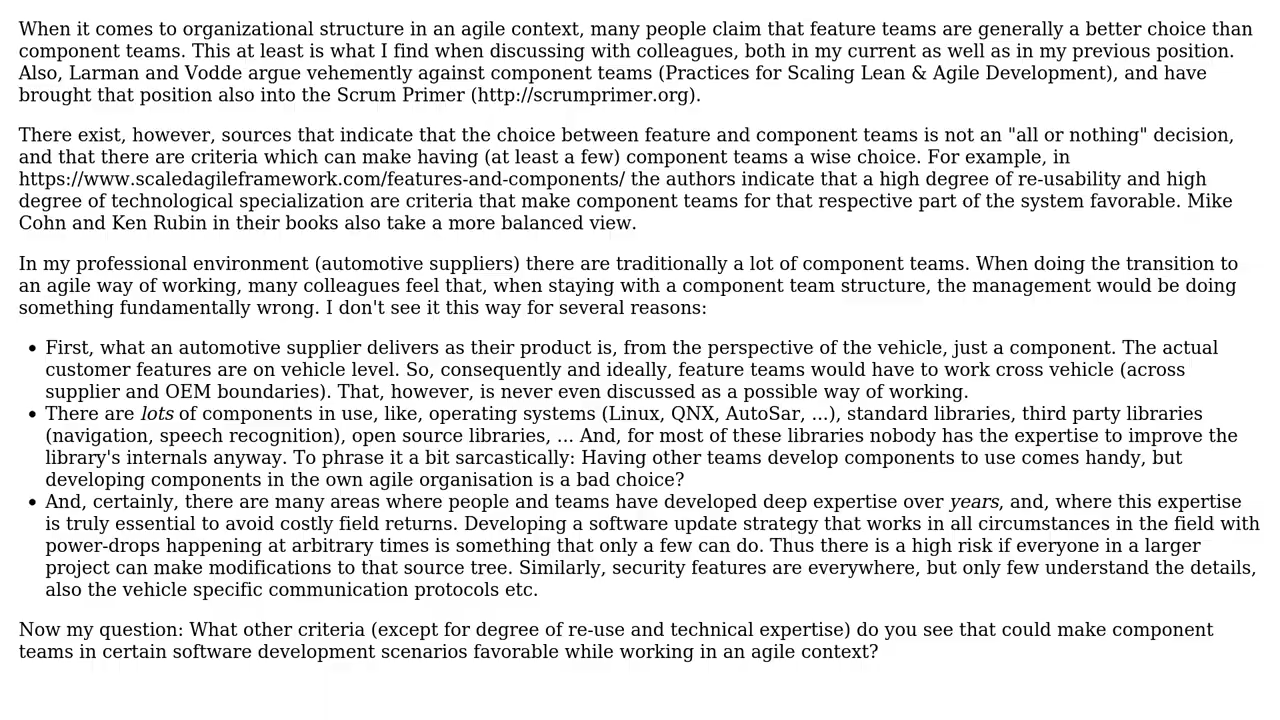 When it comes to organizational structure in an agile context, many people claim that feature teams are generally a better choice than
component teams. This at least is what I find when discussing with colleagues, both in my current as well as in my previous position.
Also, Larman and Vodde argue vehemently against component teams (Practices for Scaling Lean & Agile Development), and have
brought that position also into the Scrum Primer (http://scrumprimer.org).
There exist, however, sources that indicate that the choice between feature and component teams is not an "all or nothing" decision,
and that there are criteria which can make having (at least a few) component teams a wise choice. For example, in
https://www.scaledagileframework.com/features-and-components/ the authors indicate that a high degree of re-usability and high
degree of technological specialization are criteria that make component teams for that respective part of the system favorable. Mike
Cohn and Ken Rubin in their books also take a more balanced view.
In my professional environment (automotive suppliers) there are traditionally a lot of component teams. When doing the transition to
an agile way of working, many colleagues feel that, when staying with a component team structure, the management would be doing
something fundamentally wrong. I don't see it this way for several reasons:
• First, what an automotive supplier delivers as their product is, from the perspective of the vehicle, just a component. The actual
customer features are on vehicle level. So, consequently and ideally, feature teams would have to work cross vehicle (across
supplier and OEM boundaries). That, however, is never even discussed as a possible way of working.
• There are lots of components in use, like, operating systems (Linux, QNX, AutoSar, ...), standard libraries, third party libraries
(navigation, speech recognition), open source libraries, ... And, for most of these libraries nobody has the expertise to improve the
library's internals anyway. To phrase it a bit sarcastically: Having other teams develop components to use comes handy, but
developing components in the own agile organisation is a bad choice?
• And, certainly, there are many areas where people and teams have developed deep expertise over years, and, where this expertise
is truly essential to avoid costly field returns. Developing a software update strategy that works in all circumstances in the field with
power-drops happening at arbitrary times is something that only a few can do. Thus there is a high risk if everyone in a larger
project can make modifications to that source tree. Similarly, security features are everywhere, but only few understand the details,
also the vehicle specific communication protocols etc.
Now my question: What other criteria (except for degree of re-use and technical expertise) do you see that could make component
teams in certain software development scenarios favorable while working in an agile context?